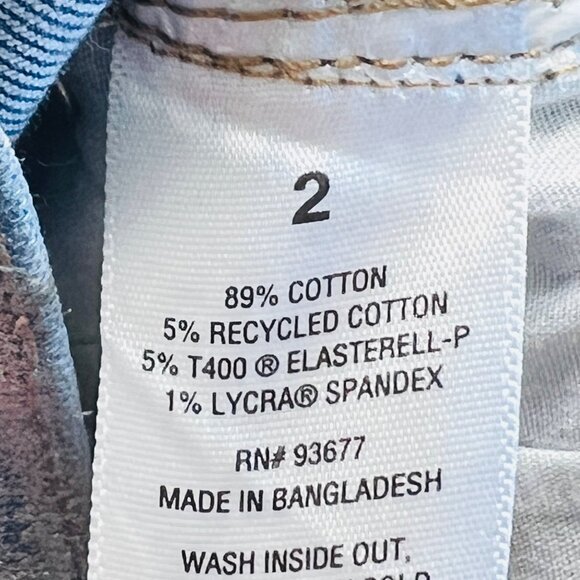 2
89% COTTON
5% RECYCLED COTTON
5% T400 ® ELASTERELL-P
1% LYCRA® SPANDEX
RN# 93677
MADE IN BANGLADESH
WASH INSIDE OUT,